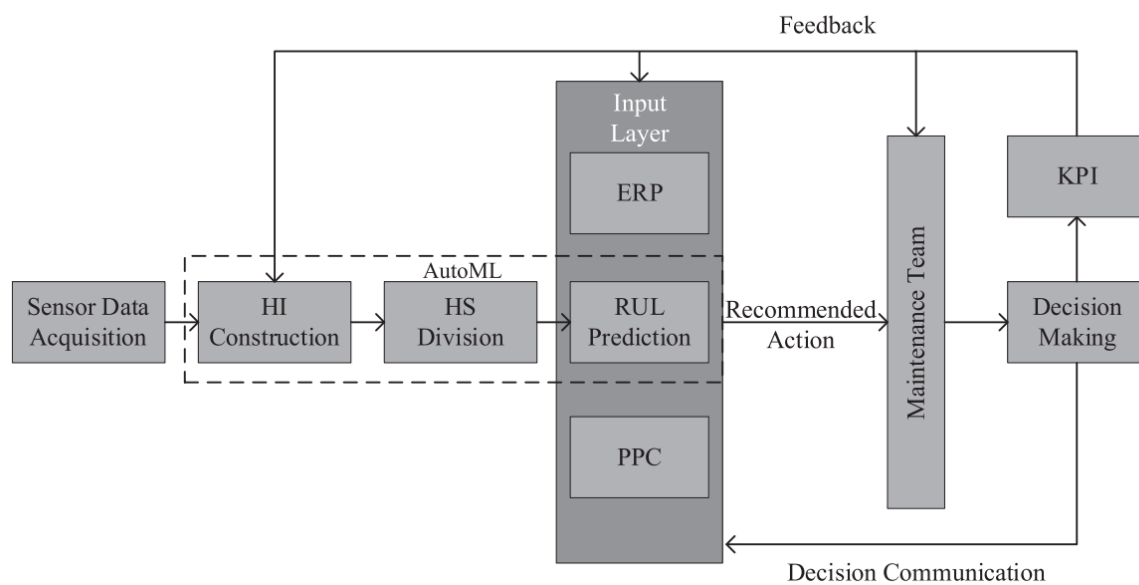 Feedback
Input
Layer
ERP
KPI
AutoML
Sensor Data
Acquisition
HI
Construction
HS
Division
RUL
Prediction
Recommended
Action
Maintenance Team
Decision
Making
PPC
Decision Communication